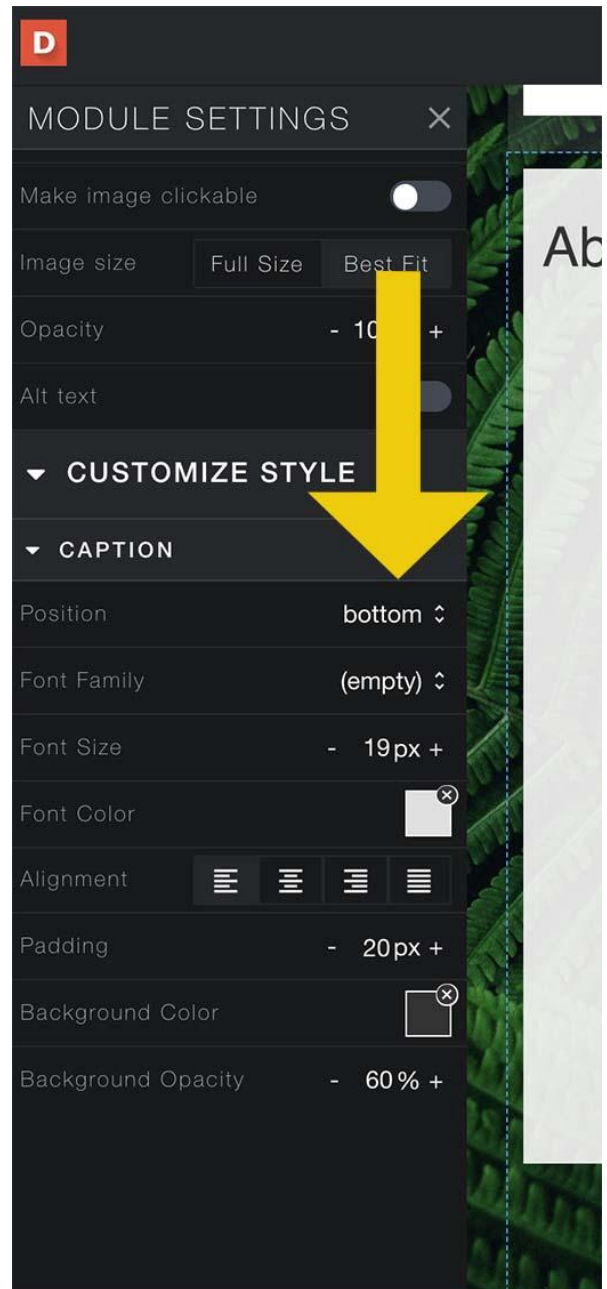 D
MODULE SETTINGS
Make image clickable
Image size Full Size Best Fit
Opacity - 10 +
Alt text
CUSTOMIZE STYLE
CAPTION
Position bottom
Font Family (empty)
Font Size - 19px +
Font Color
Alignment
Padding - 20px +
Background Color
Background Opacity - 60% +
Ab